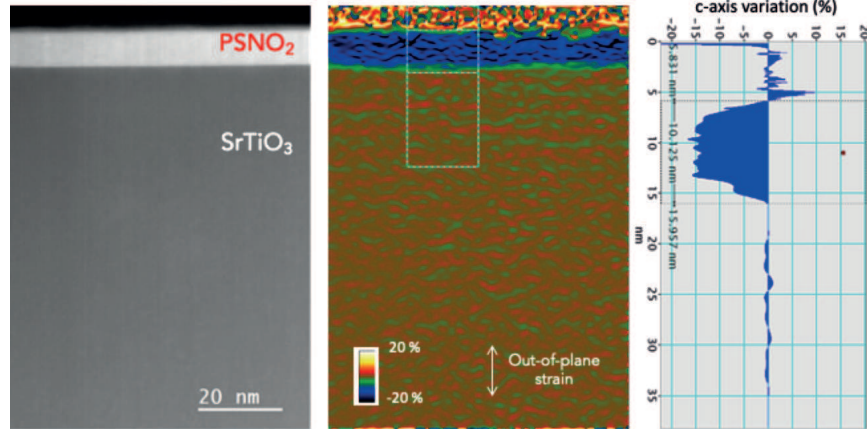 PSNO₂
SrTiO₃
20 nm
20 %
-20 %
Out-of-plane
strain
c-axis variation (%)
-20 -15 -10 -5 0 5 10 15 20
0
5
10
15
20
25
30
35
nm
5.831 nm
10.125 nm
15.957 nm